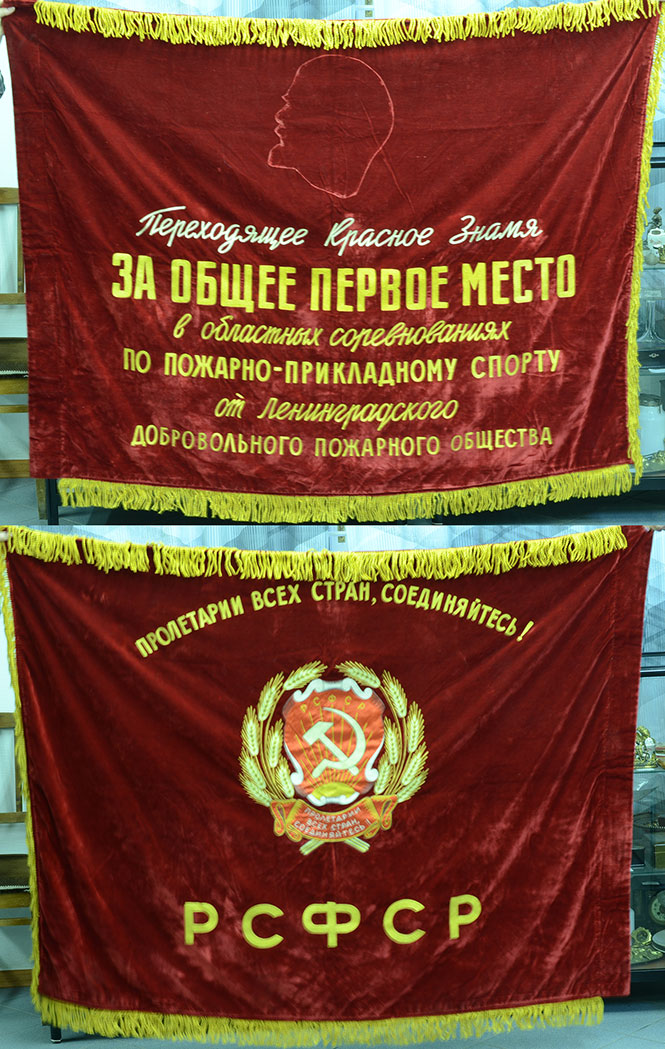 Переходящее Красное Знамя
ЗА ОБЩЕЕ ПЕРВОЕ МЕСТО
в областных соревнованиях
ПО ПОЖАРНО-ПРИКЛАДНОМУ СПОРТУ
от Ленинградского
ДОБРОВОЛЬНОГО ПОЖАРНОГО ОБЩЕСТВА
ПРОЛЕТАРИИ ВСЕХ СТРАН, СОЕДИНЯЙТЕСЬ!
РСФСР
ПРОЛЕТАРИИ
ВСЕХ СТРАН,
СОЕДИНЯЙТЕСЬ!
РСФСР